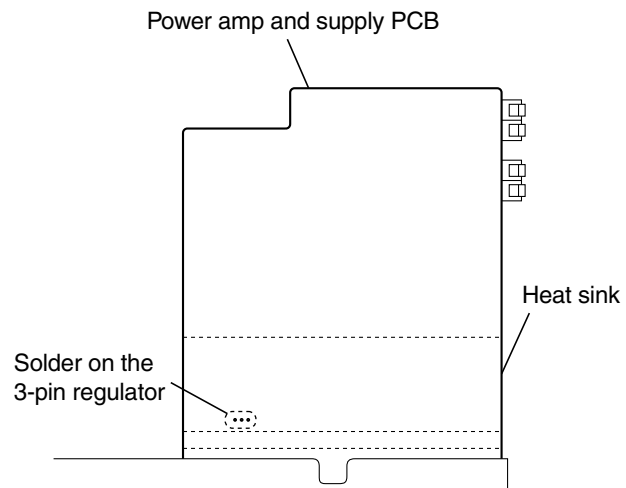 Power amp and supply PCB
Heat sink
Solder on the
3-pin regulator